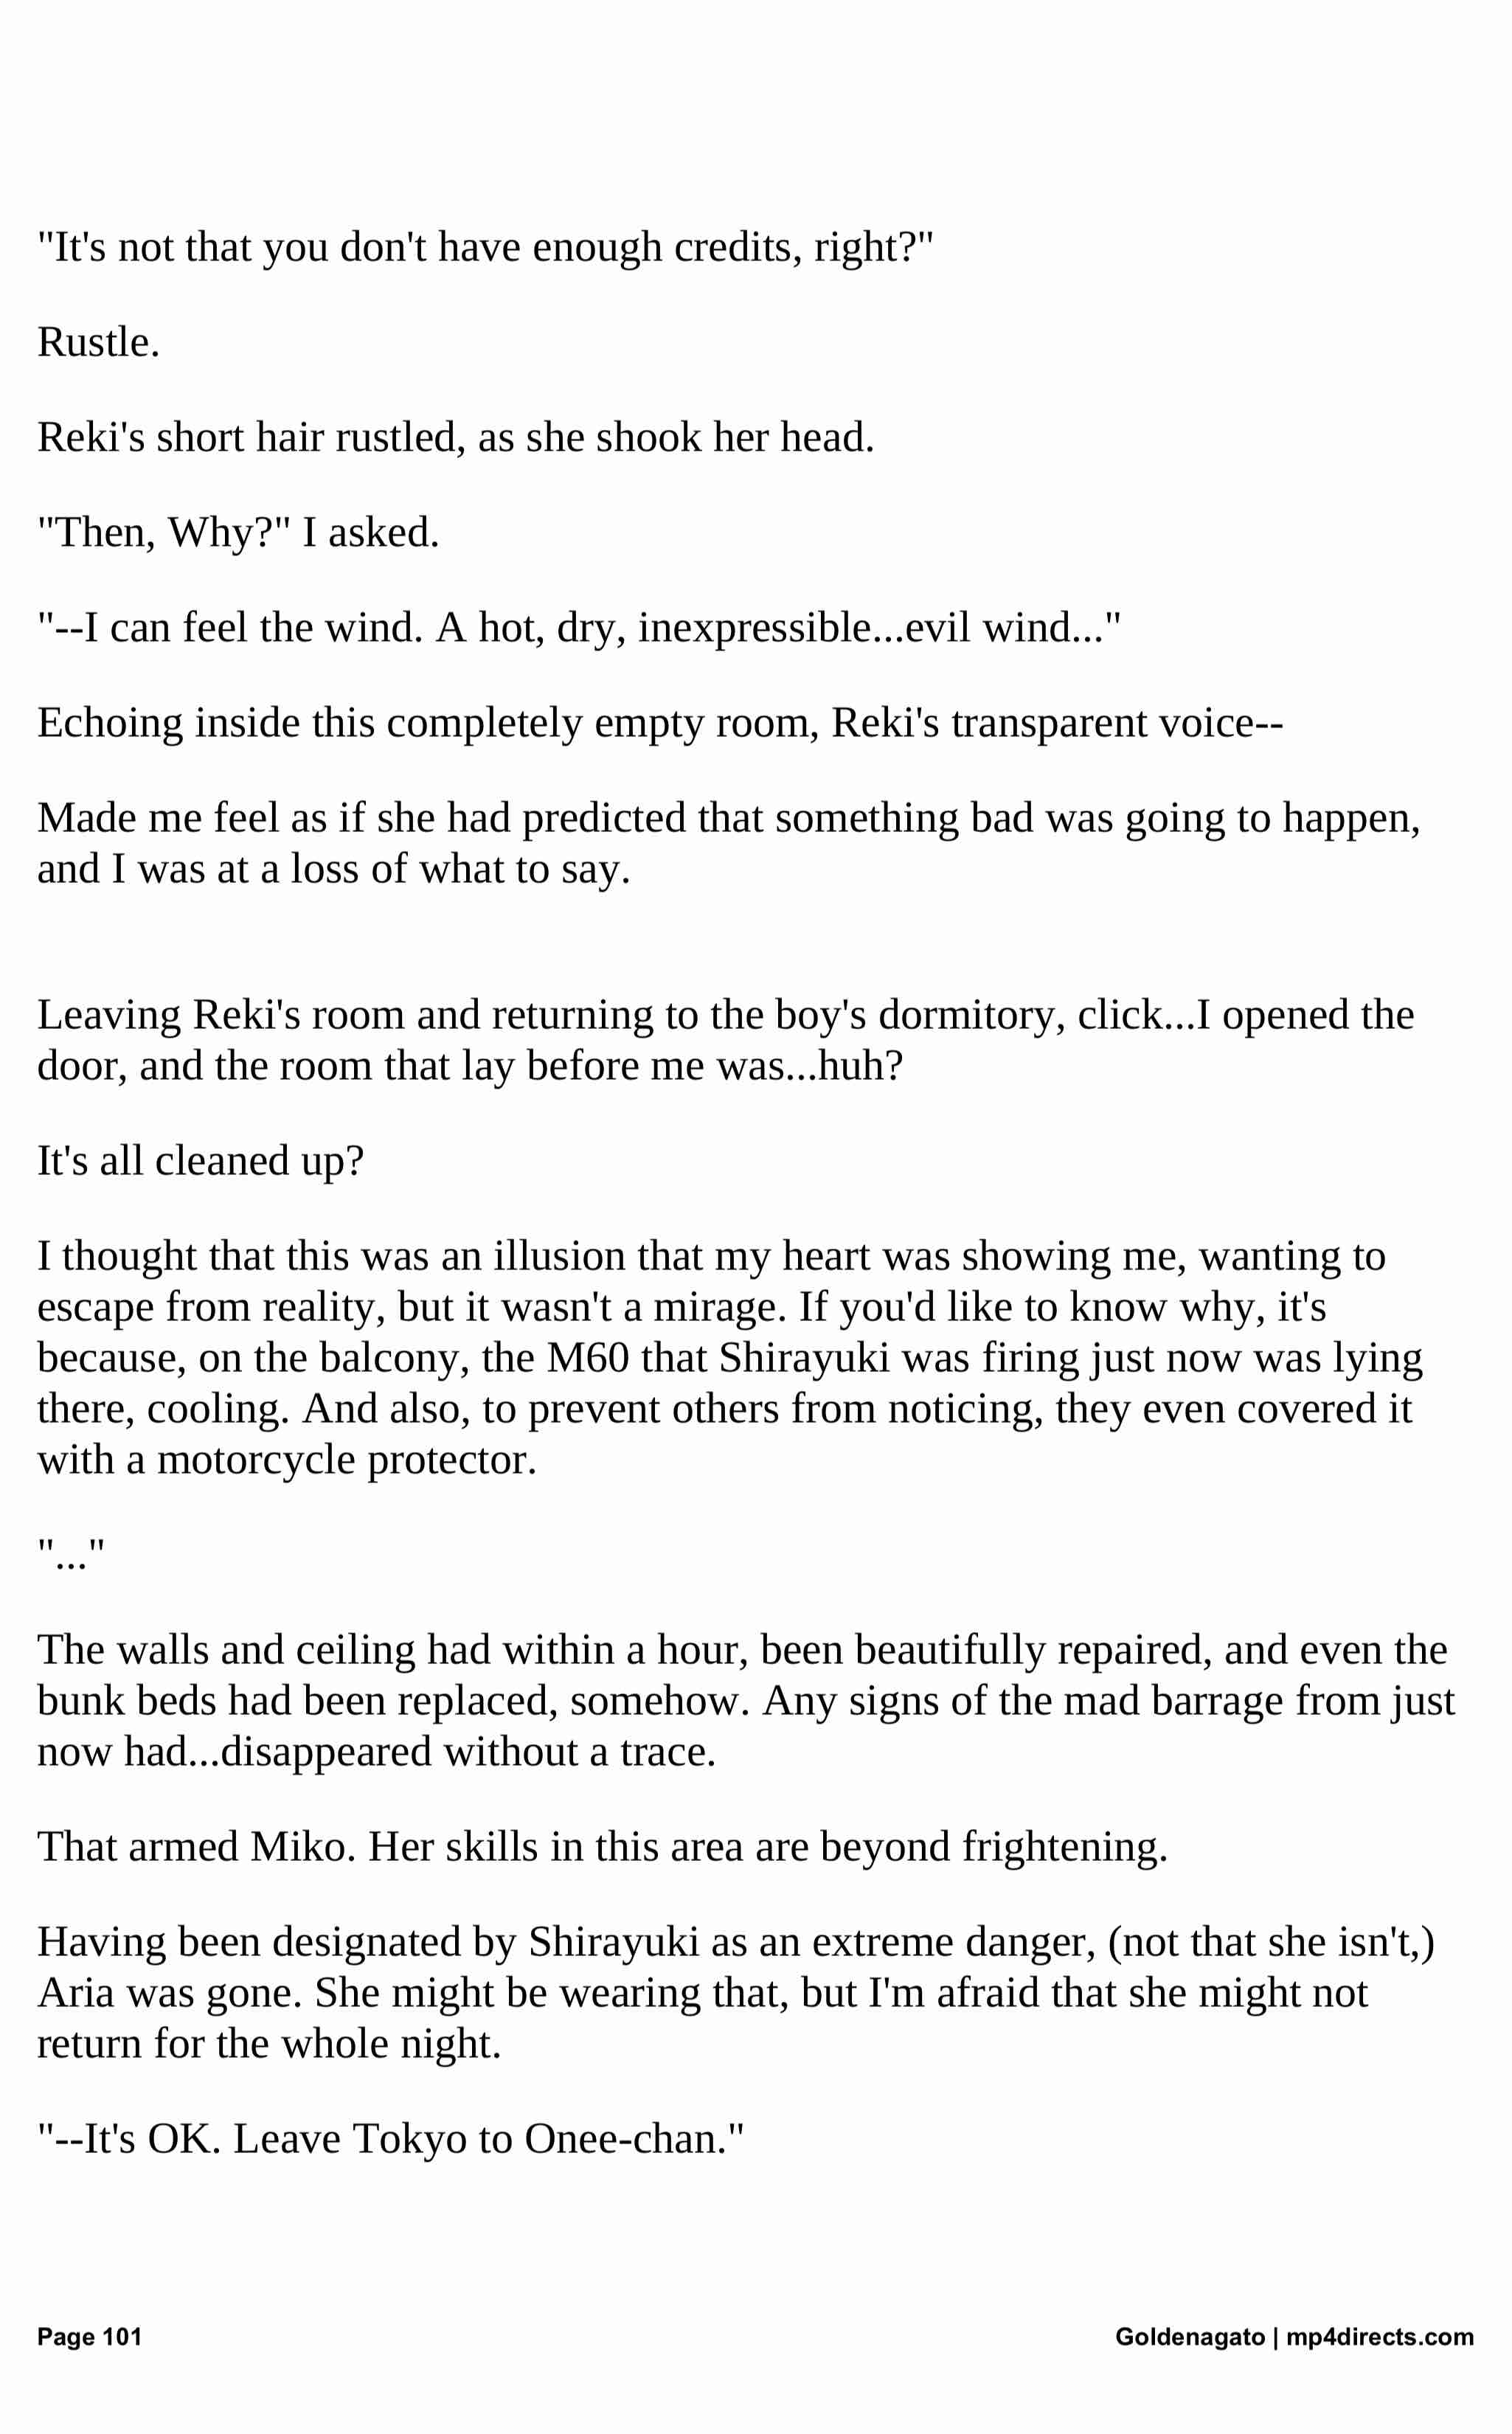 "It's not that you don't have enough credits, right?"
Rustle.
Reki's short hair rustled, as she shook her head.
"Then, Why?" I asked.
"--I can feel the wind. A hot, dry, inexpressible...evil wind..."
Echoing inside this completely empty room, Reki's transparent voice--
Made me feel as if she had predicted that something bad was going to happen,
and I was at a loss of what to say.
Leaving Reki's room and returning to the boy's dormitory, click...I opened the
door, and the room that lay before me was...huh?
It's all cleaned up?
I thought that this was an illusion that my heart was showing me, wanting to
escape from reality, but it wasn't a mirage. If you'd like to know why, it's
because, on the balcony, the M60 that Shirayuki was firing just now was lying
there, cooling. And also, to prevent others from noticing, they even covered it
with a motorcycle protector.
"..."
The walls and ceiling had within a hour, been beautifully repaired, and even the
bunk beds had been replaced, somehow. Any signs of the mad barrage from just
now had...disappeared without a trace.
That armed Miko. Her skills in this area are beyond frightening.
Having been designated by Shirayuki as an extreme danger, (not that she isn't,)
Aria was gone. She might be wearing that, but I'm afraid that she might not
return for the whole night.
"--It's OK. Leave Tokyo to Onee-chan."
Page 101
Goldenagato | mp4directs.com